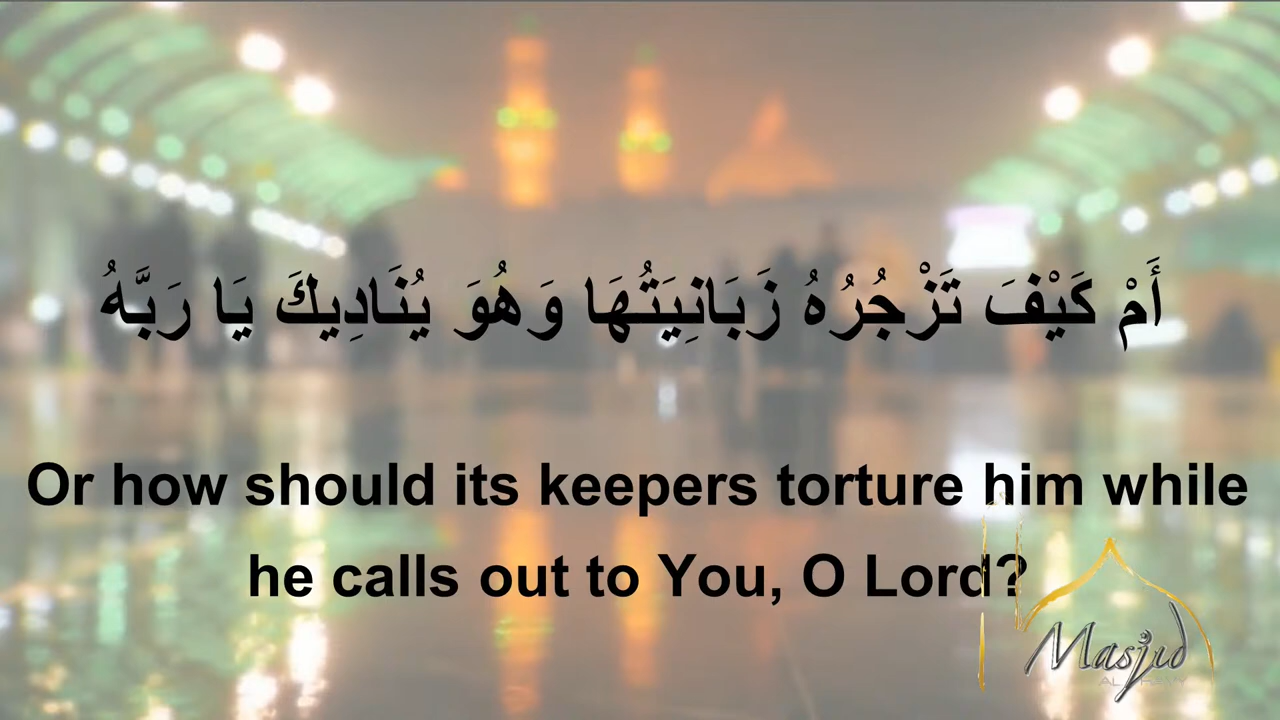 أَمْ كَيْفَ تَزْجُرُهُ زَبَانِيَتُهَا وَهُوَ يُنَادِيكَ يَا رَبَّهُ
Or how should its keepers torture him while
he calls out to You, O Lord?
Masjid